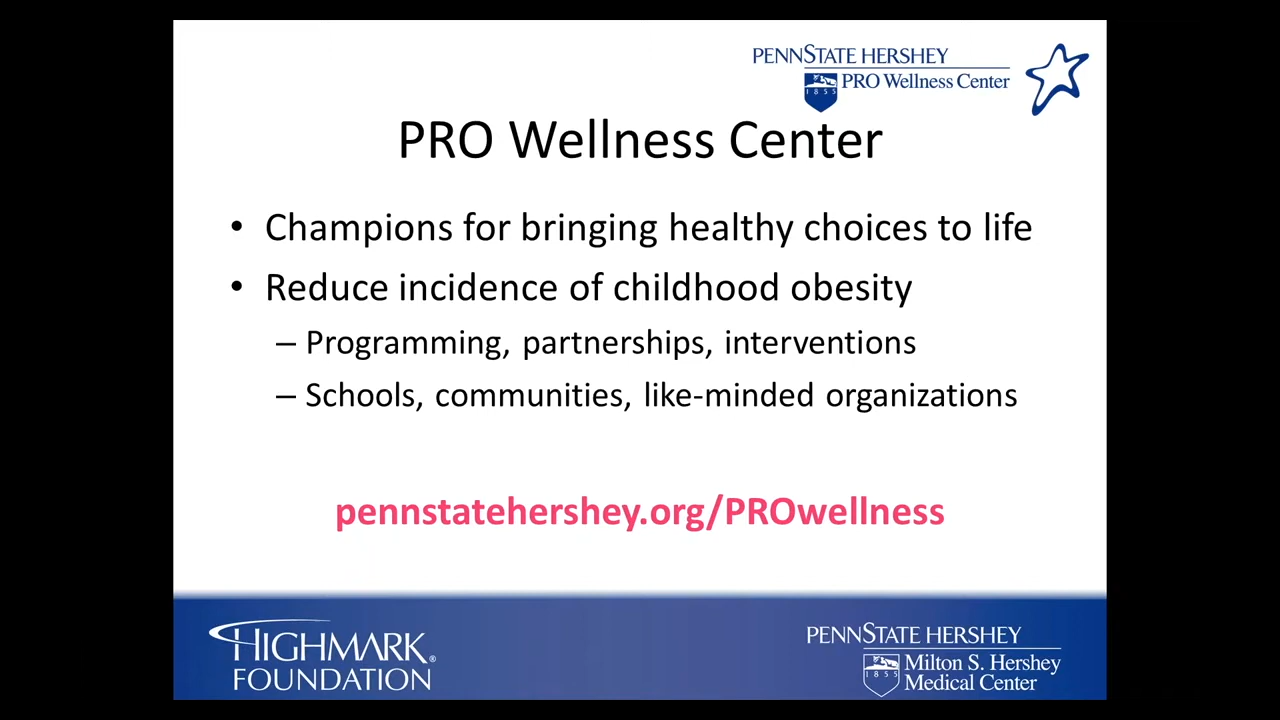 PENNSTATE HERSHEY
PRO Wellness Center
1855
PRO Wellness Center
• Champions for bringing healthy choices to life
• Reduce incidence of childhood obesity
– Programming, partnerships, interventions
– Schools, communities, like-minded organizations
pennstatehershey.org/PROwellness
HIGHMARK®
FOUNDATION
PENNSTATE HERSHEY
Milton S. Hershey
1855
Medical Center